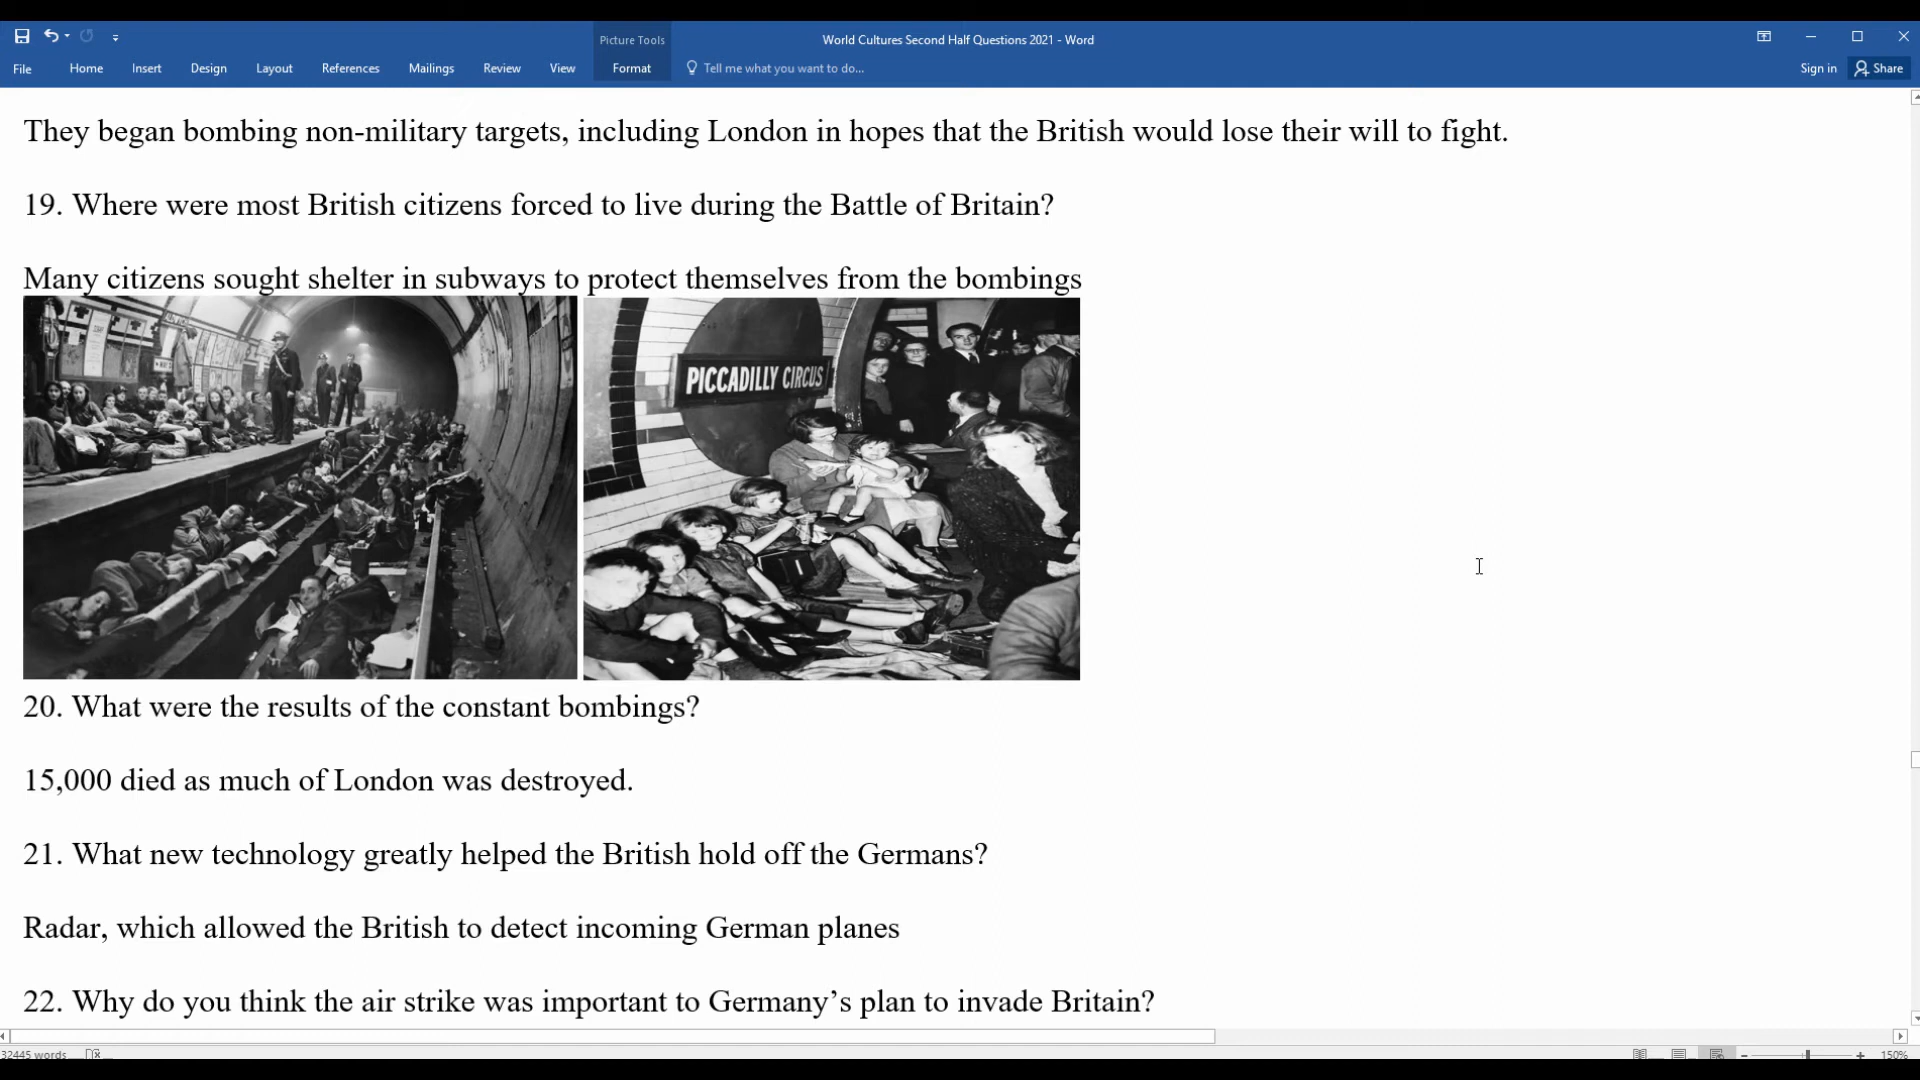 Picture Tools
World Cultures Second Half Questions 2021 - Word
File Home Insert Design Layout References Mailings Review View Format Tell me what you want to do... Sign in Share
They began bombing non-military targets, including London in hopes that the British would lose their will to fight.
19. Where were most British citizens forced to live during the Battle of Britain?
Many citizens sought shelter in subways to protect themselves from the bombings
PICCADILLY CIRCUS
20. What were the results of the constant bombings?
15,000 died as much of London was destroyed.
21. What new technology greatly helped the British hold off the Germans?
Radar, which allowed the British to detect incoming German planes
22. Why do you think the air strike was important to Germany’s plan to invade Britain?
32445 words 150%